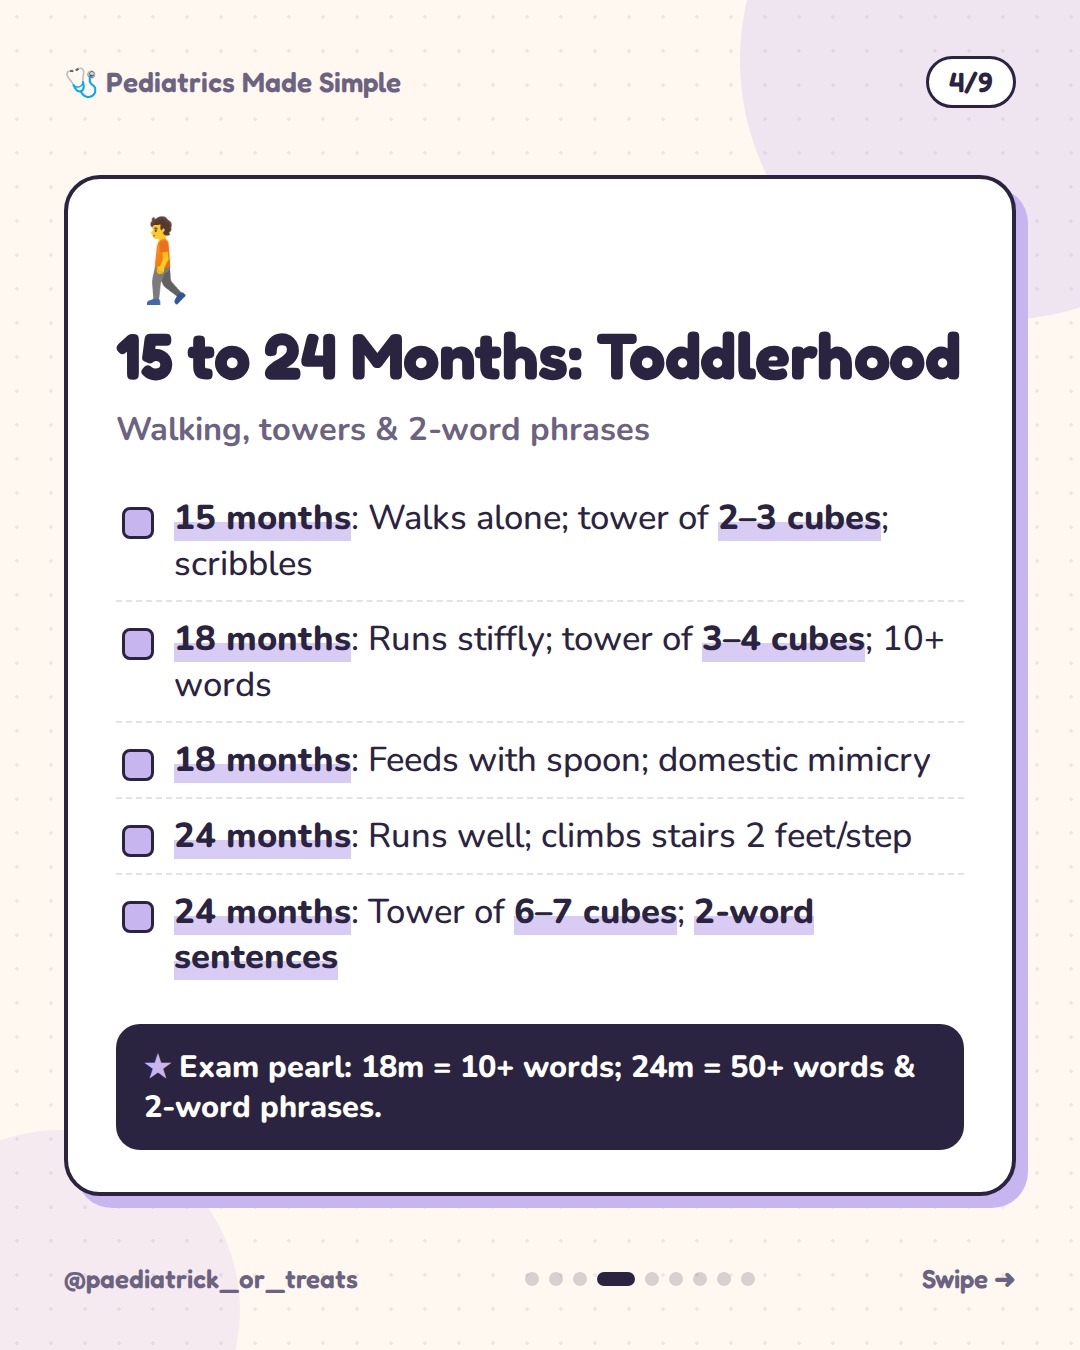 🩺 Pediatrics Made Simple
4/9
15 to 24 Months: Toddlerhood
Walking, towers & 2-word phrases
15 months: Walks alone; tower of 2–3 cubes;
scribbles
18 months: Runs stiffly; tower of 3–4 cubes; 10+
words
18 months: Feeds with spoon; domestic mimicry
24 months: Runs well; climbs stairs 2 feet/step
24 months: Tower of 6–7 cubes; 2-word
sentences
★ Exam pearl: 18m = 10+ words; 24m = 50+ words &
2-word phrases.
@paediatrick_or_treats
Swipe ➜